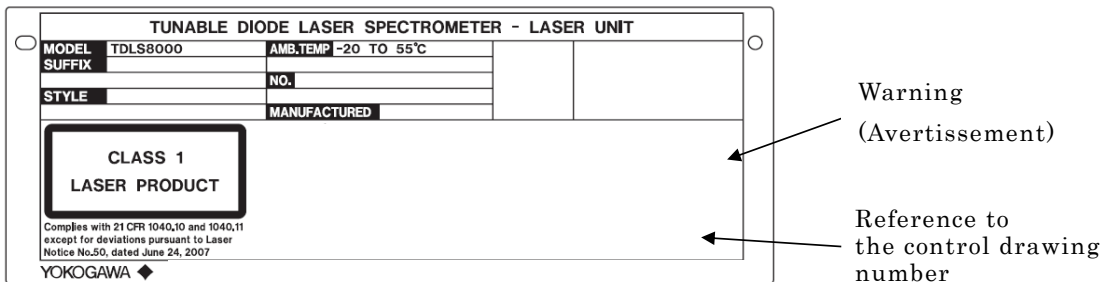 TUNABLE DIODE LASER SPECTROMETER - LASER UNIT
MODEL TDLS8000 AMB.TEMP -20 TO 55°C
SUFFIX
NO.
STYLE
MANUFACTURED
CLASS 1
LASER PRODUCT
Complies with 21 CFR 1040.10 and 1040.11
except for deviations pursuant to Laser
Notice No.50, dated June 24, 2007
YOKOGAWA
Warning
(Avertissement)
Reference to
the control drawing
number